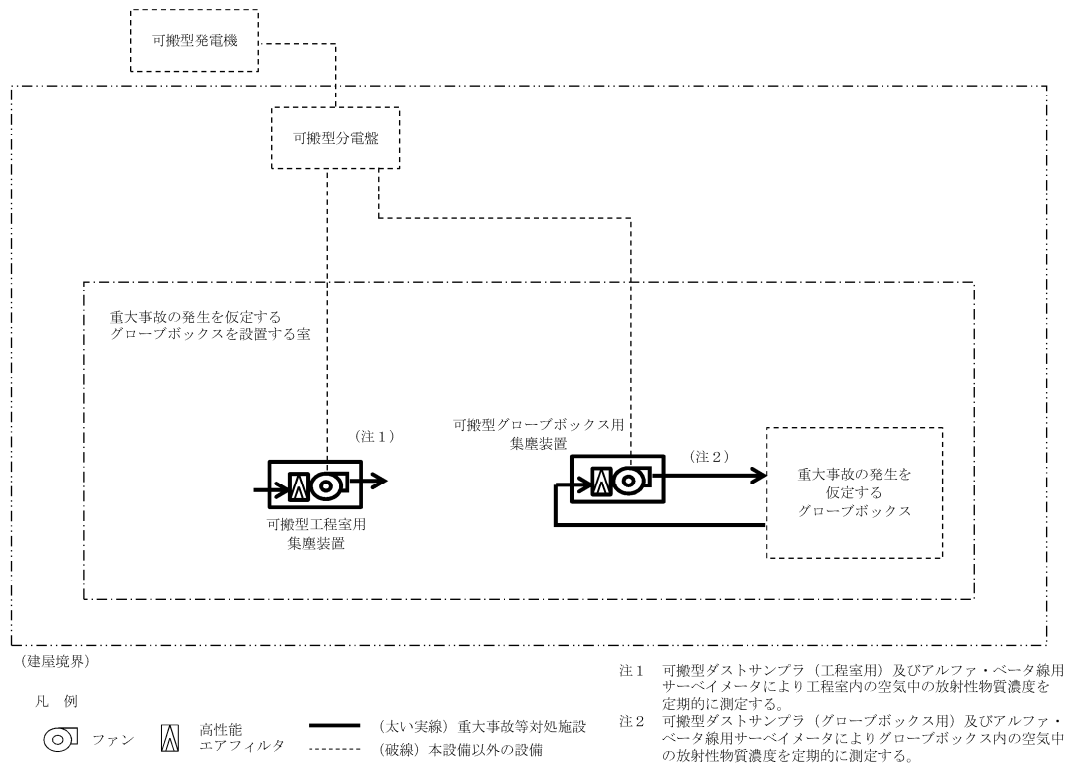 可搬型発電機
可搬型分電盤
重大事故の発生を仮定する
グローブボックスを設置する室
(注1)
可搬型グローブボックス用
集塵装置
(注2)
重大事故の発生を
仮定する
グローブボックス
可搬型工程室用
集塵装置
(建屋境界)
凡 例
ファン
高性能
エアフィルタ
(太い実線)重大事故等対処施設
(破線)本設備以外の設備
注1 可搬型ダストサンプラ(工程室用)及びアルファ・ベータ線用
サーベイメータにより工程室内の空気中の放射性物質濃度を
定期的に測定する。
注2 可搬型ダストサンプラ(グローブボックス用)及びアルファ・
ベータ線用サーベイメータによりグローブボックス内の空気中
の放射性物質濃度を定期的に測定する。